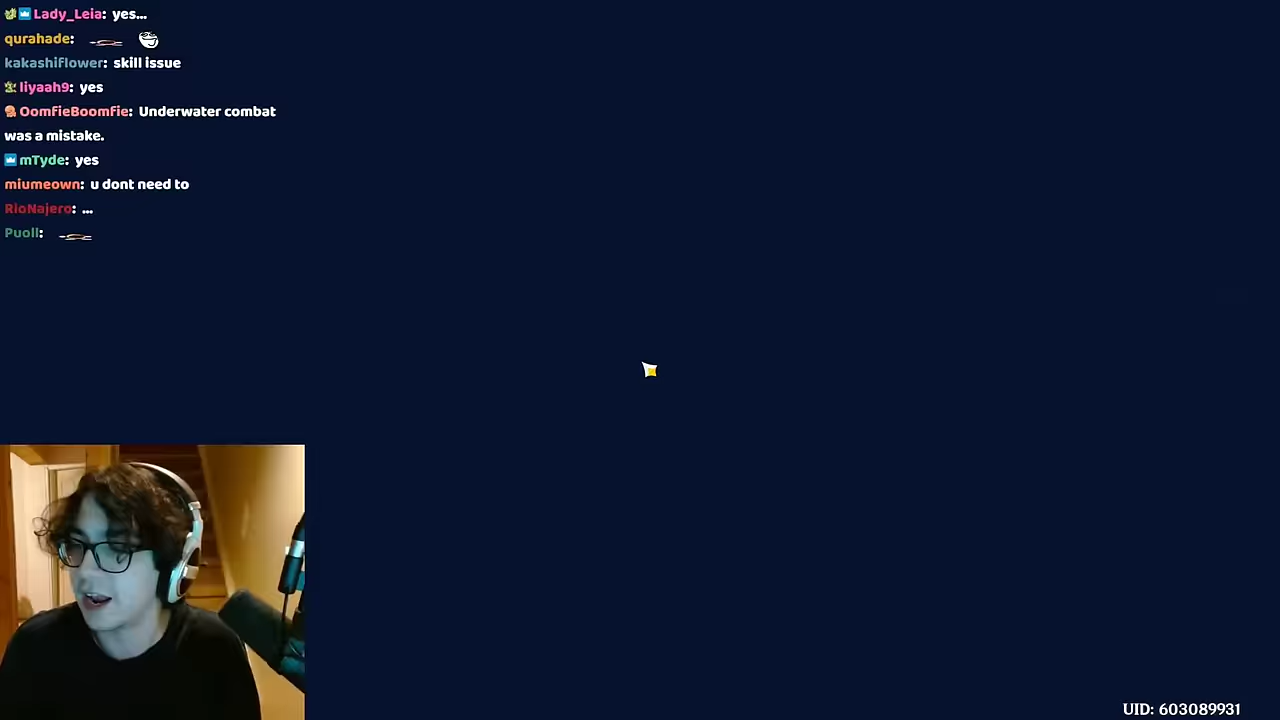 Lady_Leia: yes...
qurahade:
kakashiflower: skill issue
liyaah9: yes
OomfieBoomfie: Underwater combat
was a mistake.
mTyde: yes
miumeown: u dont need to
RioNajero: ...
Puoll:
UID: 603089931